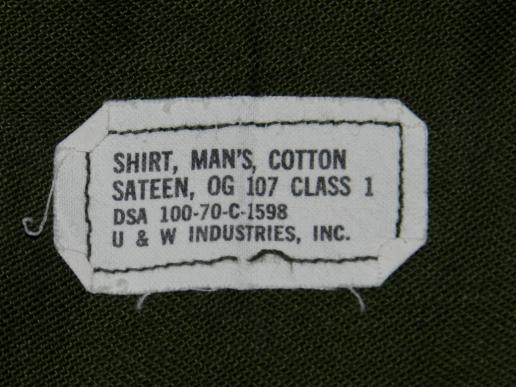 SHIRT, MAN'S, COTTON
SATEEN, OG 107 CLASS 1
DSA 100-70-C-1598
U & W INDUSTRIES, INC.